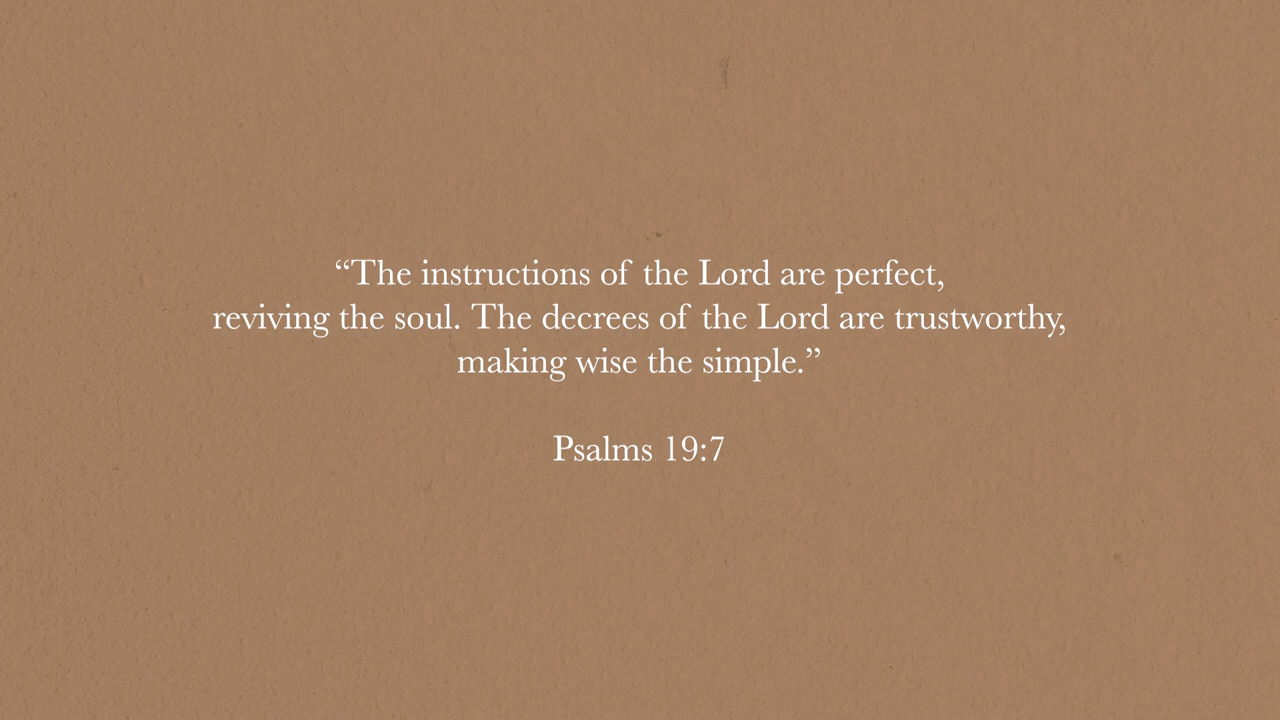 “The instructions of the Lord are perfect,
reviving the soul. The decrees of the Lord are trustworthy,
making wise the simple.”
Psalms 19:7